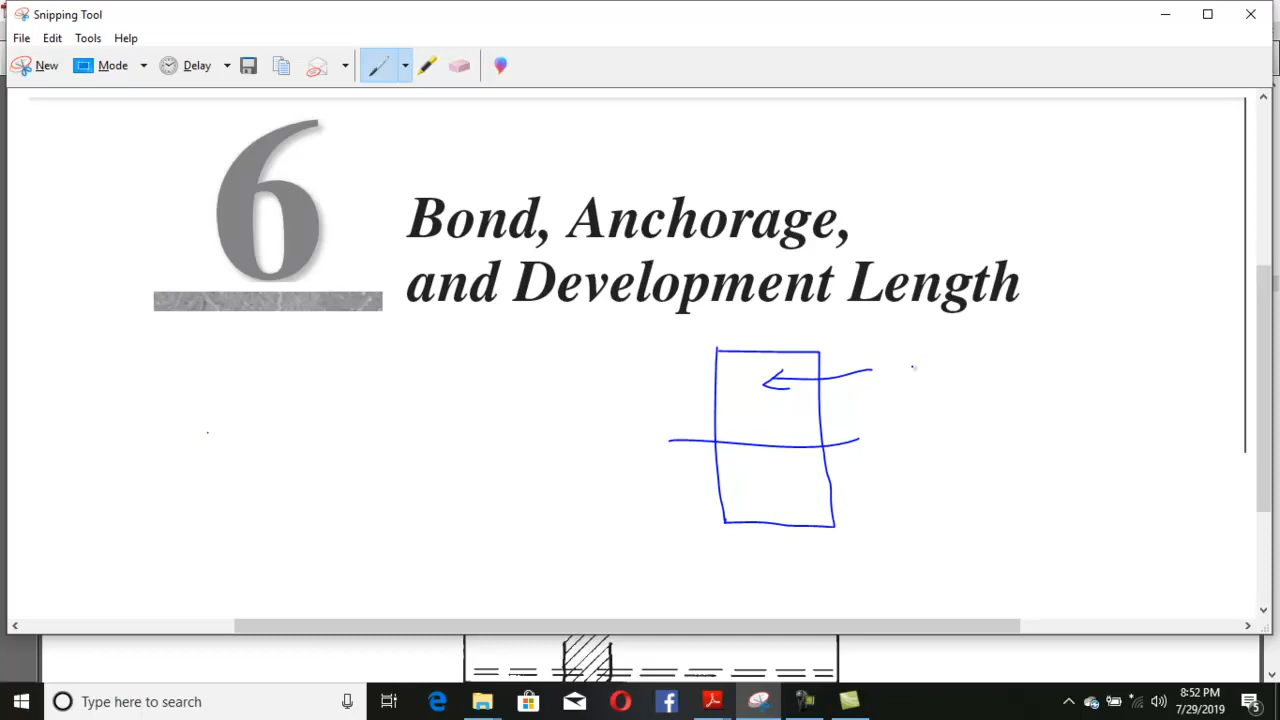 Snipping Tool
File Edit Tools Help
New Mode Delay
6
Bond, Anchorage,
and Development Length
Type here to search
8:52 PM
7/29/2019
5